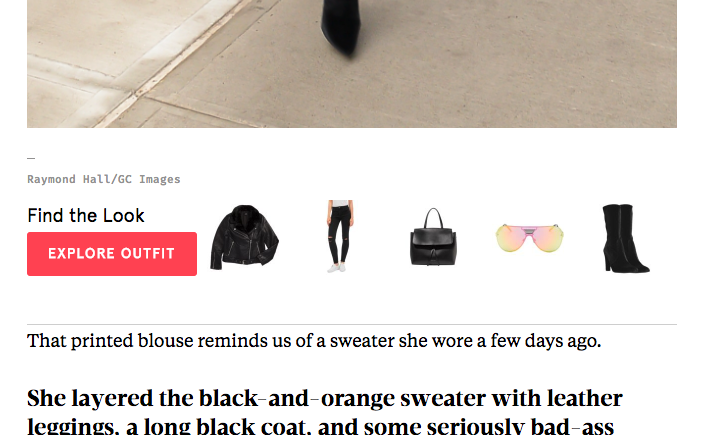 —
Raymond Hall/GC Images
Find the Look
EXPLORE OUTFIT
That printed blouse reminds us of a sweater she wore a few days ago.
She layered the black-and-orange sweater with leather
leggings, a long black coat, and some seriously bad-ass